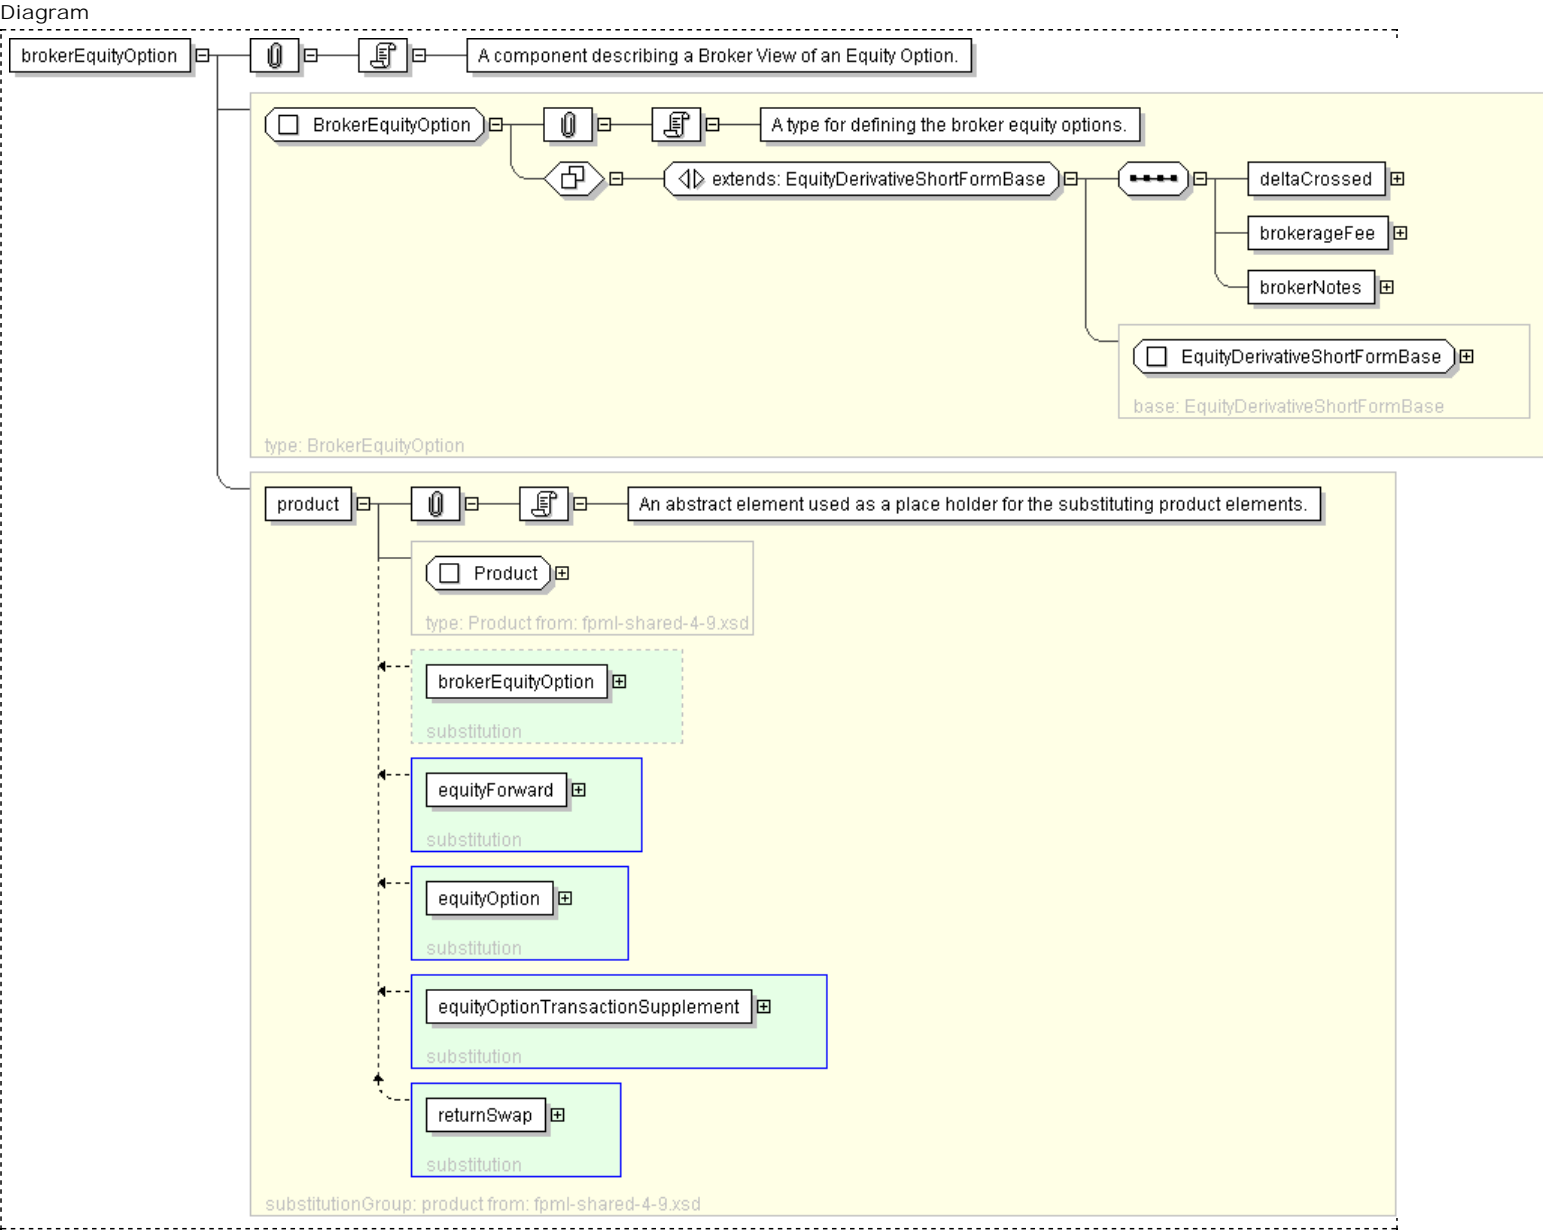 Diagram
brokerEquityOption
A component describing a Broker View of an Equity Option.
BrokerEquityOption
A type for defining the broker equity options.
extends: EquityDerivativeShortFormBase
deltaCrossed
brokerageFee
brokerNotes
EquityDerivativeShortFormBase
base: EquityDerivativeShortFormBase
type: BrokerEquityOption
product
An abstract element used as a place holder for the substituting product elements.
Product
type: Product from: fpml-shared-4-9.xsd
brokerEquityOption
substitution
equityForward
substitution
equityOption
substitution
equityOptionTransactionSupplement
substitution
returnSwap
substitution
substitutionGroup: product from: fpml-shared-4-9.xsd